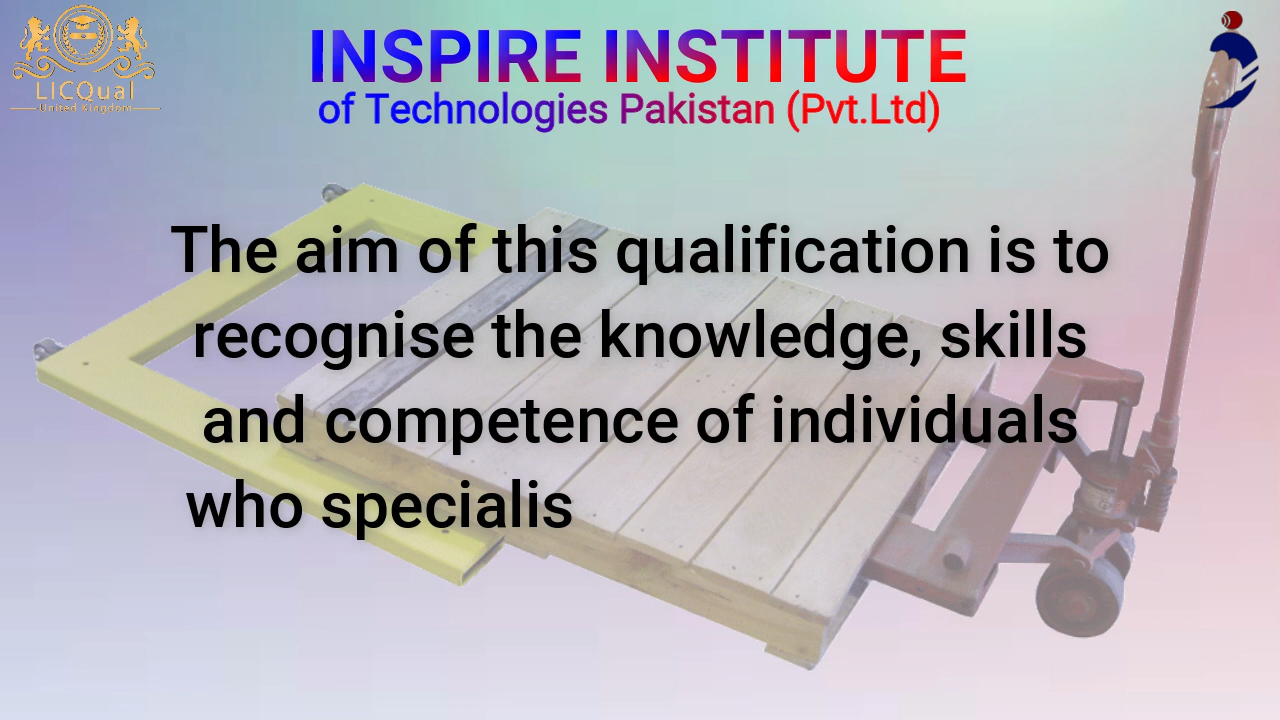 LICQual
United Kingdom
INSPIRE INSTITUTE
of Technologies Pakistan (Pvt.Ltd)
The aim of this qualification is to
recognise the knowledge, skills
and competence of individuals
who specialis